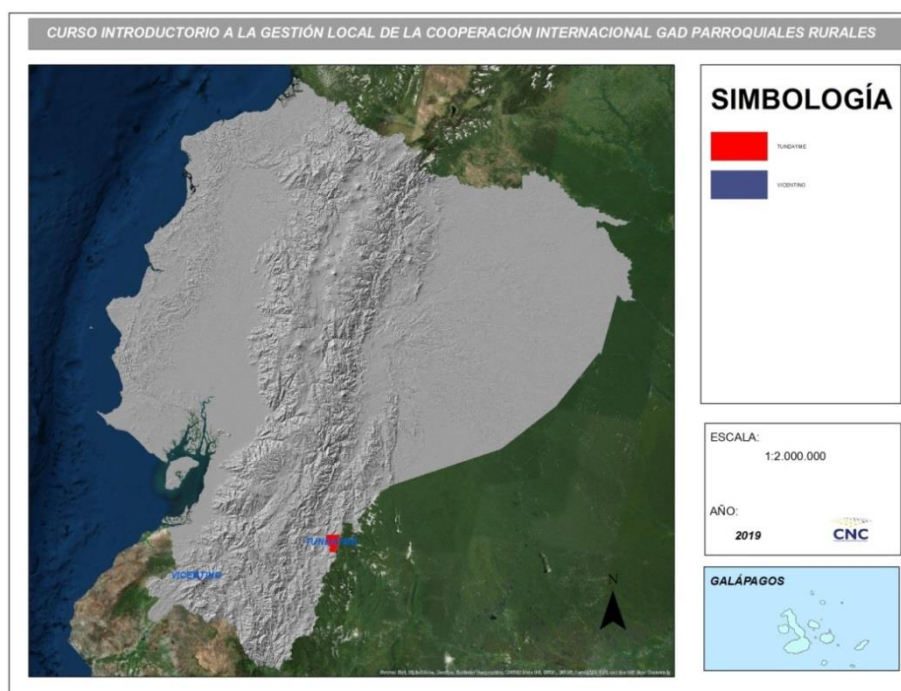 CURSO INTRODUCTORIO A LA GESTIÓN LOCAL DE LA COOPERACIÓN INTERNACIONAL GAD PARROQUIALES RURALES
SIMBOLOGÍA
TUNDAYME
VICENTINO
TUNDAYME
VICENTINO
N
ESCALA:
1:2.000.000
AÑO:
2019
CNC
GALÁPAGOS